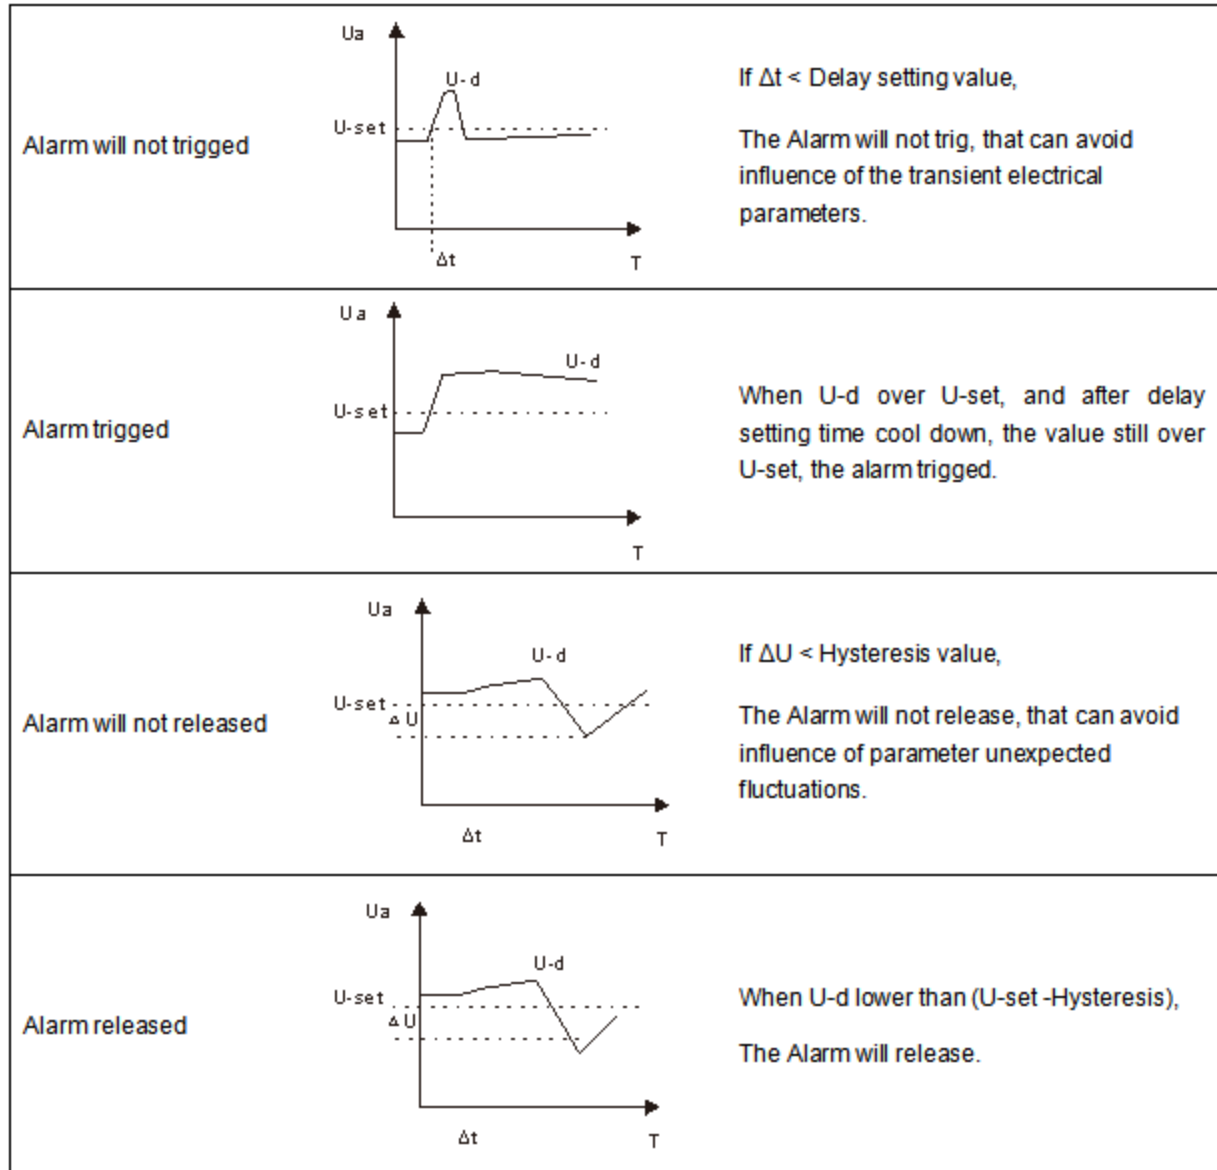 Ua
U-d
U-set
Alarm will not trigged
Δt
T
If Δt < Delay setting value,
The Alarm will not trig, that can avoid
influence of the transient electrical
parameters.
Ua
U-d
U-set
Alarm trigged
T
When U-d over U-set, and after delay
setting time cool down, the value still over
U-set, the alarm trigged.
Ua
U-d
U-set
ΔU
Alarm will not released
Δt
T
If ΔU < Hysteresis value,
The Alarm will not release, that can avoid
influence of parameter unexpected
fluctuations.
Ua
U-d
U-set
ΔU
Alarm released
Δt
T
When U-d lower than (U-set -Hysteresis),
The Alarm will release.